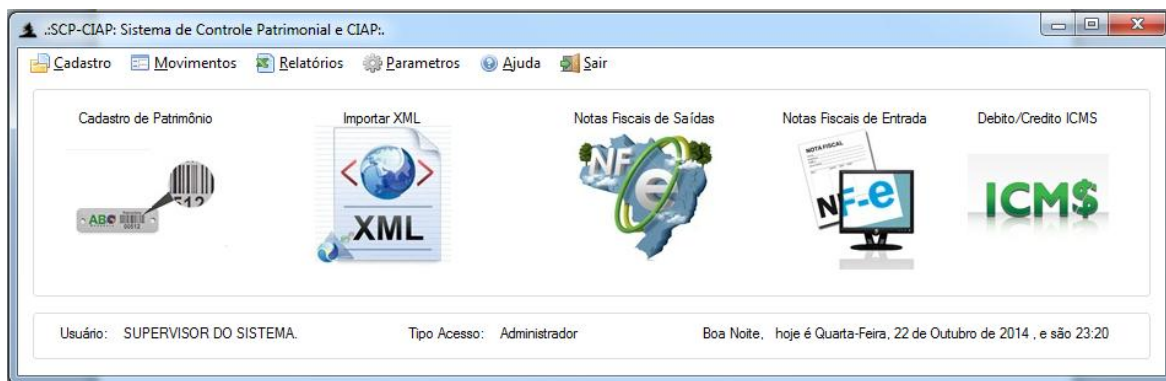 .:SCP-CIAP: Sistema de Controle Patrimonial e CIAP:.
Cadastro Movimentos Relatórios Parametros Ajuda Sair
Cadastro de Patrimônio Importar XML Notas Fiscais de Saídas Notas Fiscais de Entrada Debito/Credito ICMS
512
ABC
00512
XML
NF e
NOTA FISCAL
NF-e
ICM$
Usuário: SUPERVISOR DO SISTEMA. Tipo Acesso: Administrador Boa Noite, hoje é Quarta-Feira, 22 de Outubro de 2014 , e são 23:20